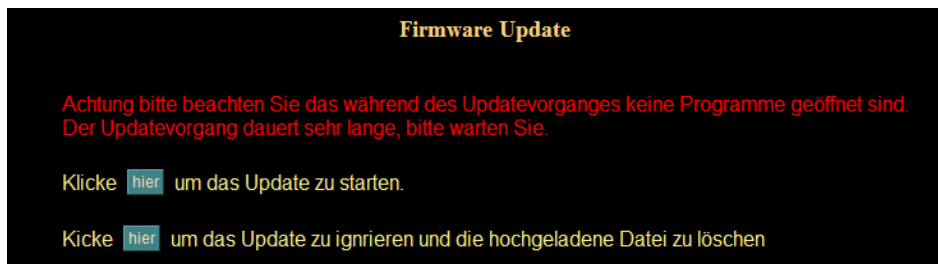 Firmware Update
Achtung bitte beachten Sie das während des Updatevorganges keine Programme geöffnet sind.
Der Updatevorgang dauert sehr lange, bitte warten Sie.
Klicke hier um das Update zu starten.
Kicke hier um das Update zu ignrieren und die hochgeladene Datei zu löschen